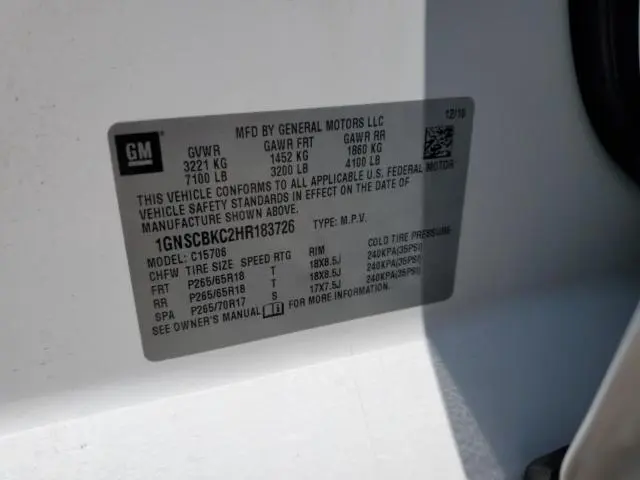 MFD BY GENERAL MOTORS LLC 12/16
GM
GVWR GAWR FRT GAWR RR
3221 KG 1452 KG 1860 KG
7100 LB 3200 LB 4100 LB
THIS VEHICLE CONFORMS TO ALL APPLICABLE U.S. FEDERAL MOTOR
VEHICLE SAFETY STANDARDS IN EFFECT ON THE DATE OF
MANUFACTURE SHOWN ABOVE.
1GNSCBKC2HR183726 TYPE: M.P.V.
MODEL: C15706
CHFW TIRE SIZE SPEED RTG RIM COLD TIRE PRESSURE
FRT P265/65R18 T 18X8.5J 240KPA(35PSI)
RR P265/65R18 T 18X8.5J 240KPA(35PSI)
SPA P265/70R17 S 17X7.5J 240KPA(35PSI)
SEE OWNER'S MANUAL